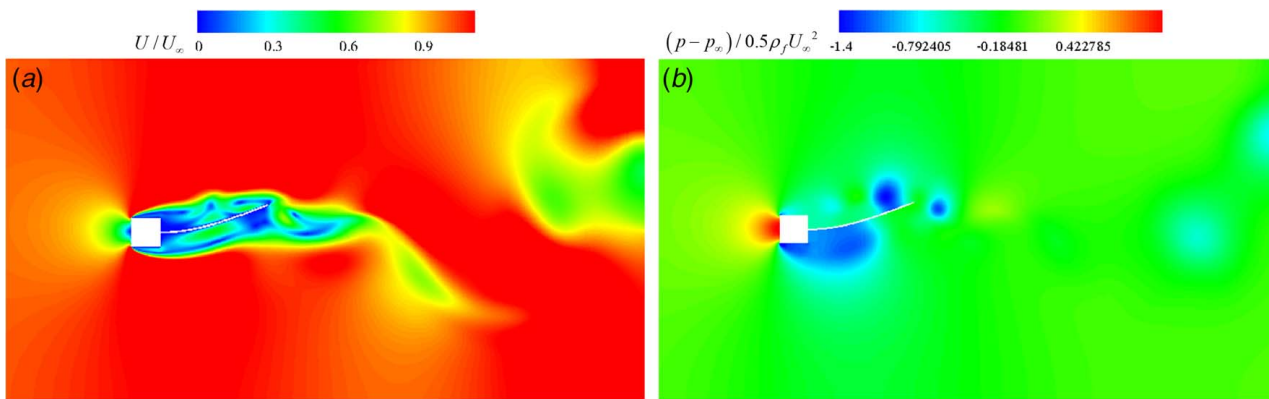 U/U∞ 0 0.3 0.6 0.9
(p − p∞)/0.5ρfU∞² -1.4 -0.792405 -0.18481 0.422785
(a)
(b)